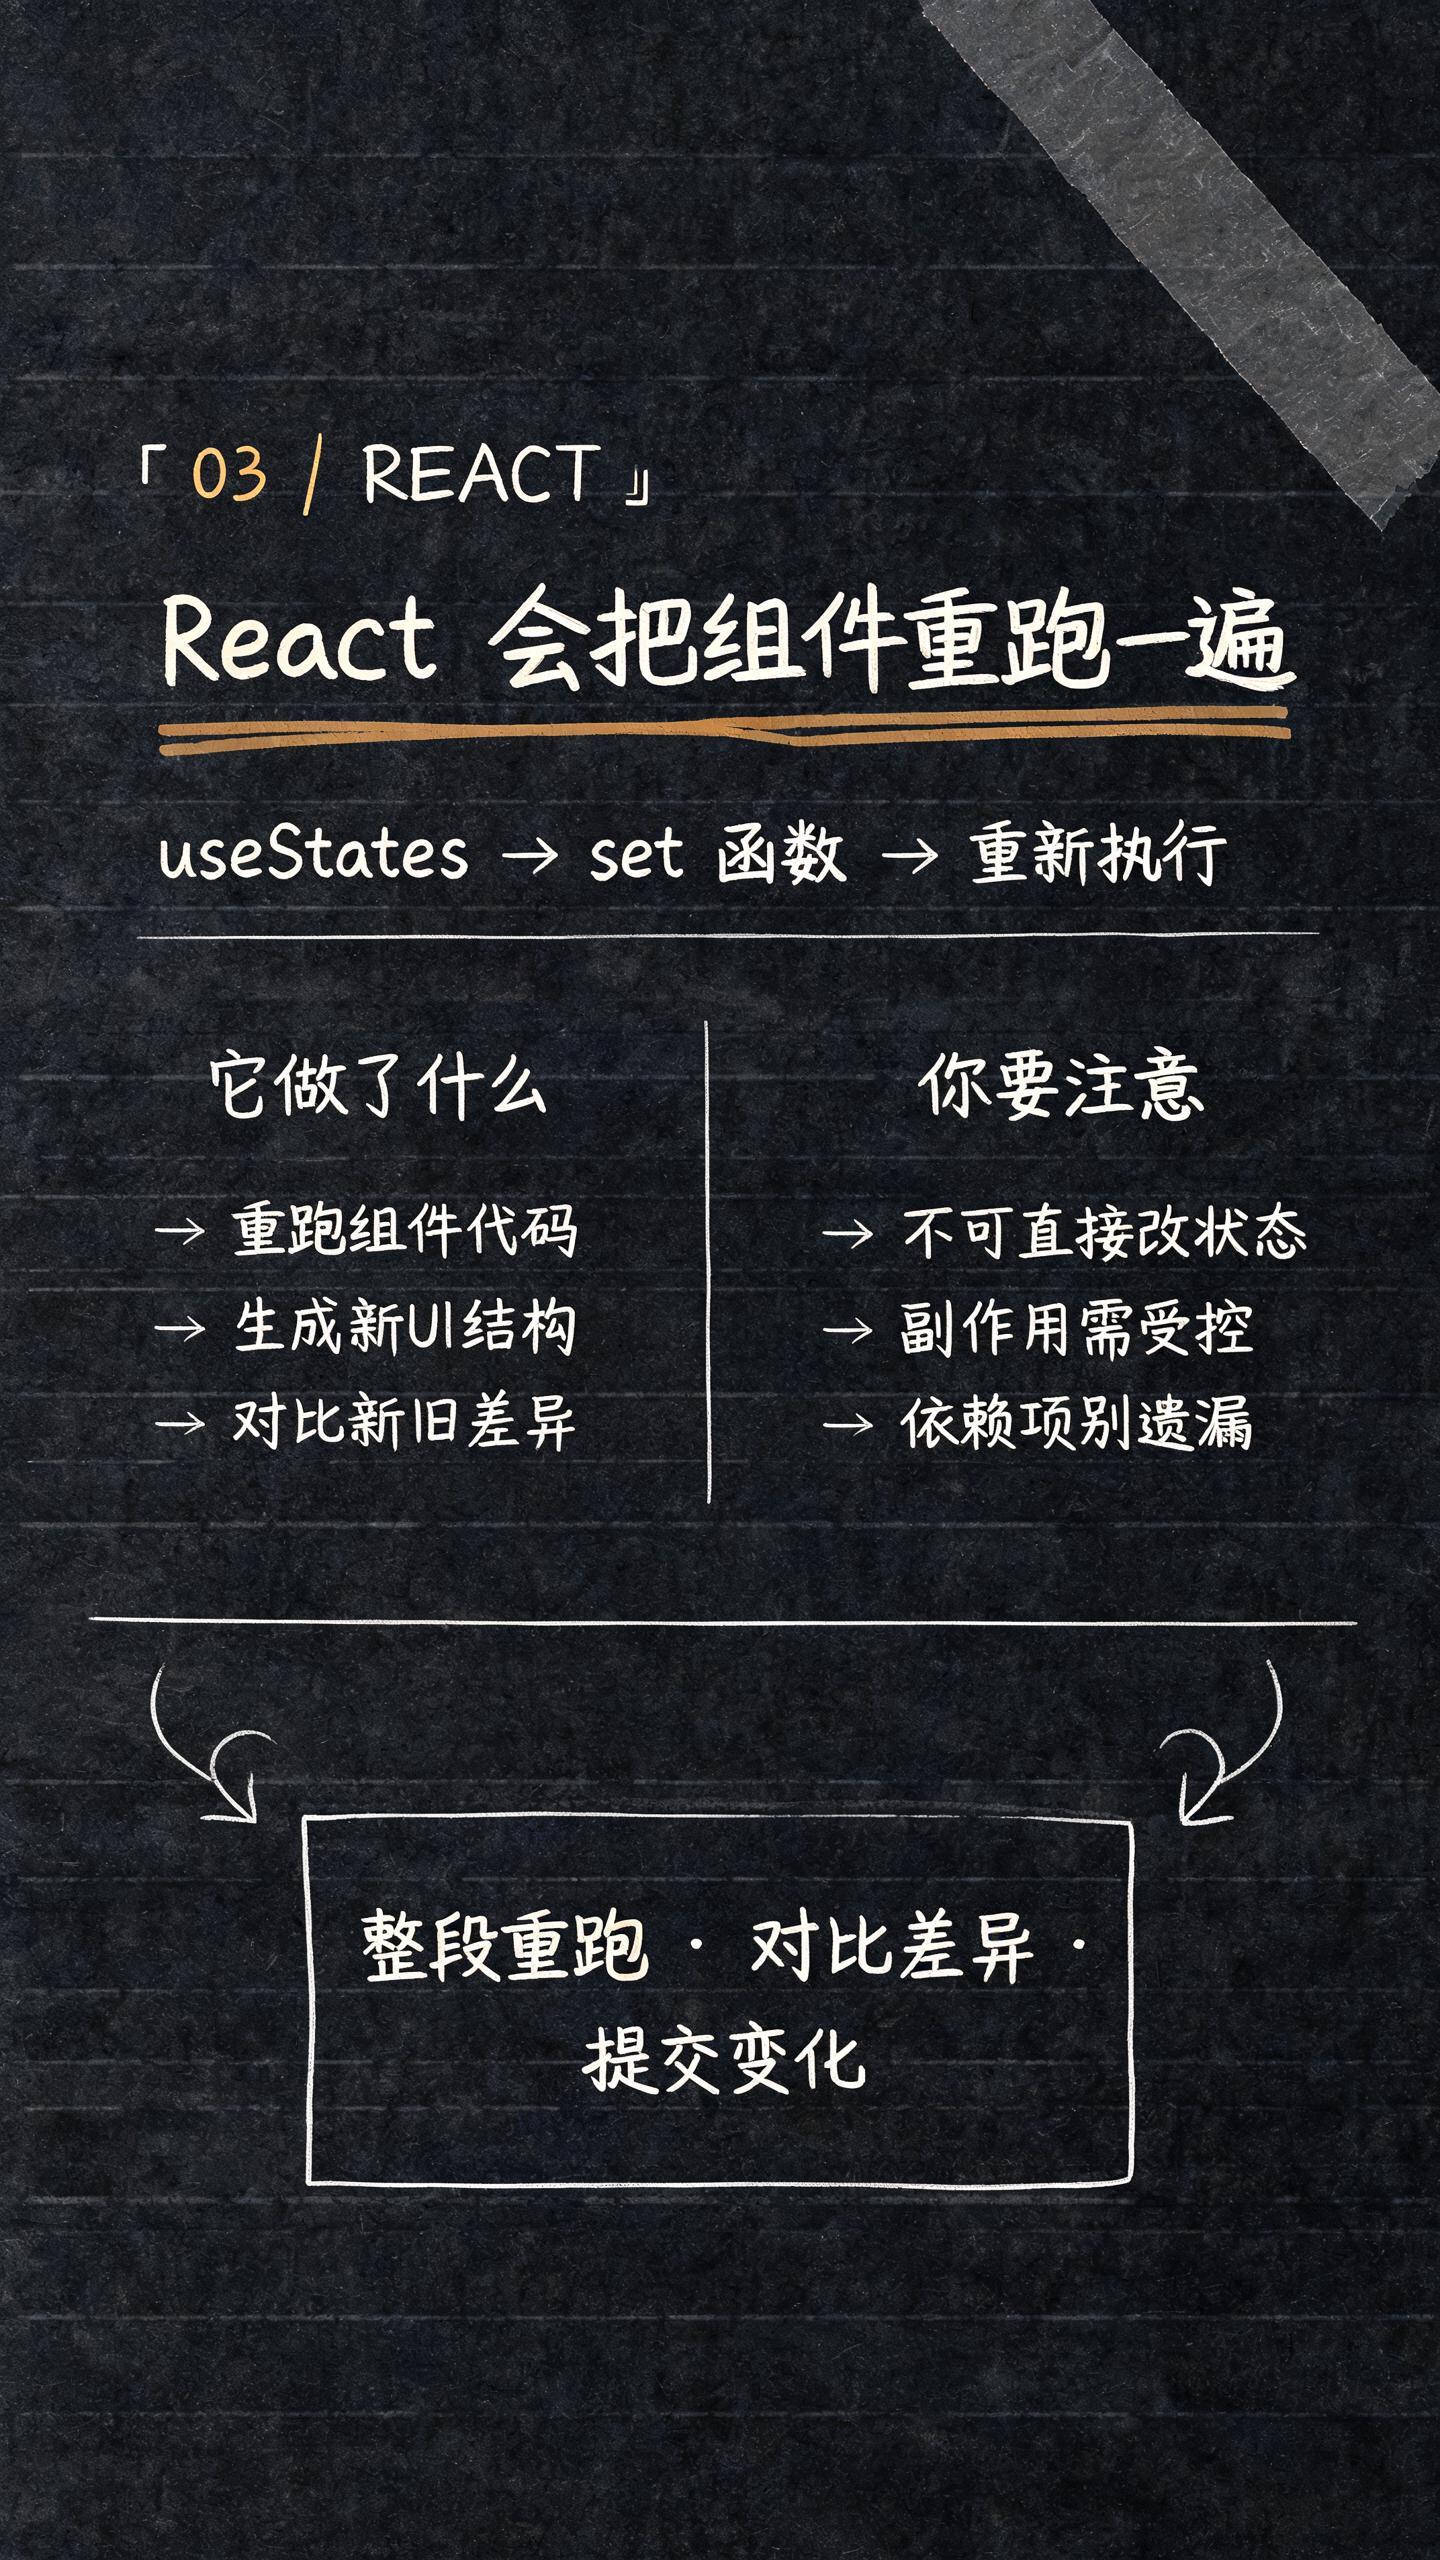 「 03 / REACT 』
React 会把组件重跑一遍
useStates → set 函数 → 重新执行
它做了什么
→ 重跑组件代码
→ 生成新UI结构
→ 对比新旧差异
你要注意
→ 不可直接改状态
→ 副作用需受控
→ 依赖项别遗漏
整段重跑 · 对比差异 ·
提交变化